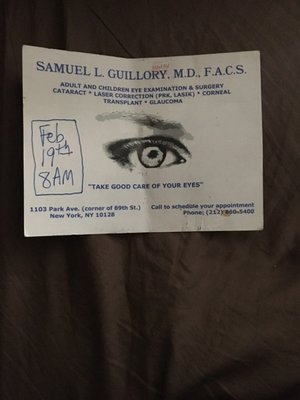 SAMUEL L. GUILLORY, M.D., F.A.C.S.
ADULT AND CHILDREN EYE EXAMINATION & SURGERY
CATARACT * LASER CORRECTION (PRK, LASIK) * CORNEAL
TRANSPLANT * GLAUCOMA
Feb
19th
8AM
"TAKE GOOD CARE OF YOUR EYES"
1103 Park Ave. (corner of 89th St.)
New York, NY 10128
Call to schedule your appointment
Phone: (212) 860-5400